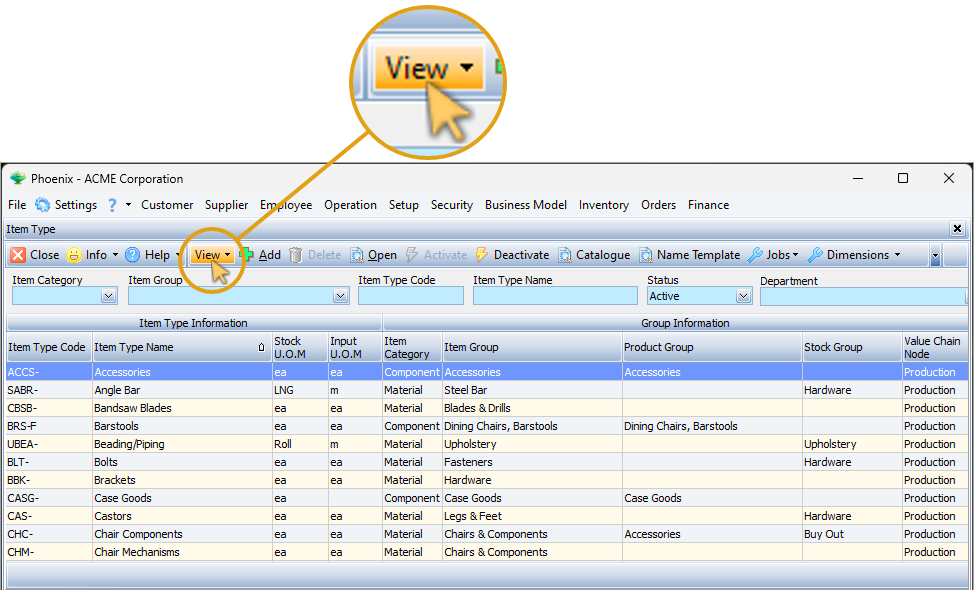 View
Phoenix - ACME Corporation
File Settings ? Customer Supplier Employee Operation Setup Security Business Model Inventory Orders Finance
Item Type
Close Info Help View Add Delete Open Activate Deactivate Catalogue Name Template Jobs Dimensions
Item Category Item Group Item Type Code Item Type Name Status Department
Active
Item Type Information Group Information
Item Type Code Item Type Name Stock U.O.M Input U.O.M Item Category Item Group Product Group Stock Group Value Chain Node
ACCS- Accessories ea ea Component Accessories Accessories Production
SABR- Angle Bar LNG m Material Steel Bar Hardware Production
CBSB- Bandsaw Blades ea ea Material Blades & Drills Production
BRS-F Barstools ea ea Component Dining Chairs, Barstools Dining Chairs, Barstools Production
UBEA- Beading/Piping Roll m Material Upholstery Upholstery Production
BLT- Bolts ea ea Material Fasteners Hardware Production
BBK- Brackets ea ea Material Hardware Production
CASG- Case Goods ea Component Case Goods Case Goods Production
CAS- Castors ea ea Material Legs & Feet Hardware Production
CHC- Chair Components ea ea Material Chairs & Components Accessories Buy Out Production
CHM- Chair Mechanisms ea ea Material Chairs & Components Production